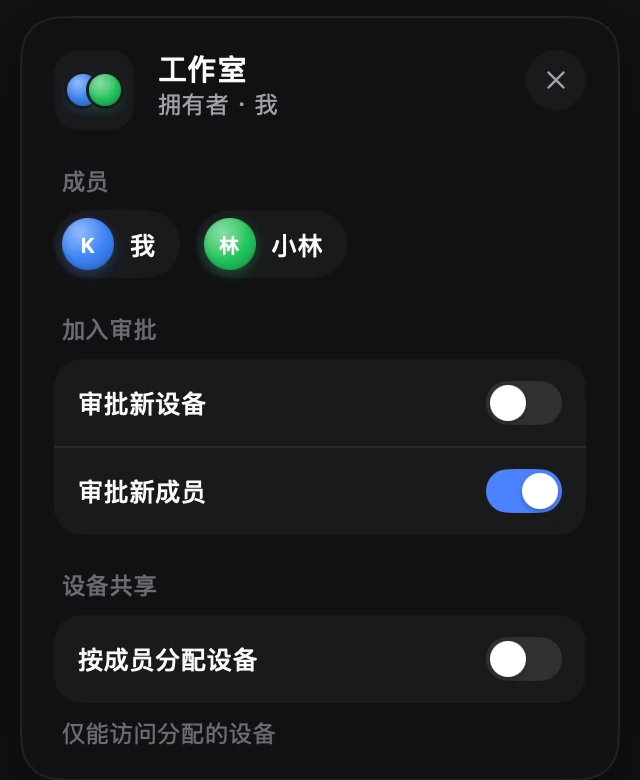 工作室
拥有者 · 我
成员
K 我 林 小林
加入审批
审批新设备
审批新成员
设备共享
按成员分配设备
仅能访问分配的设备